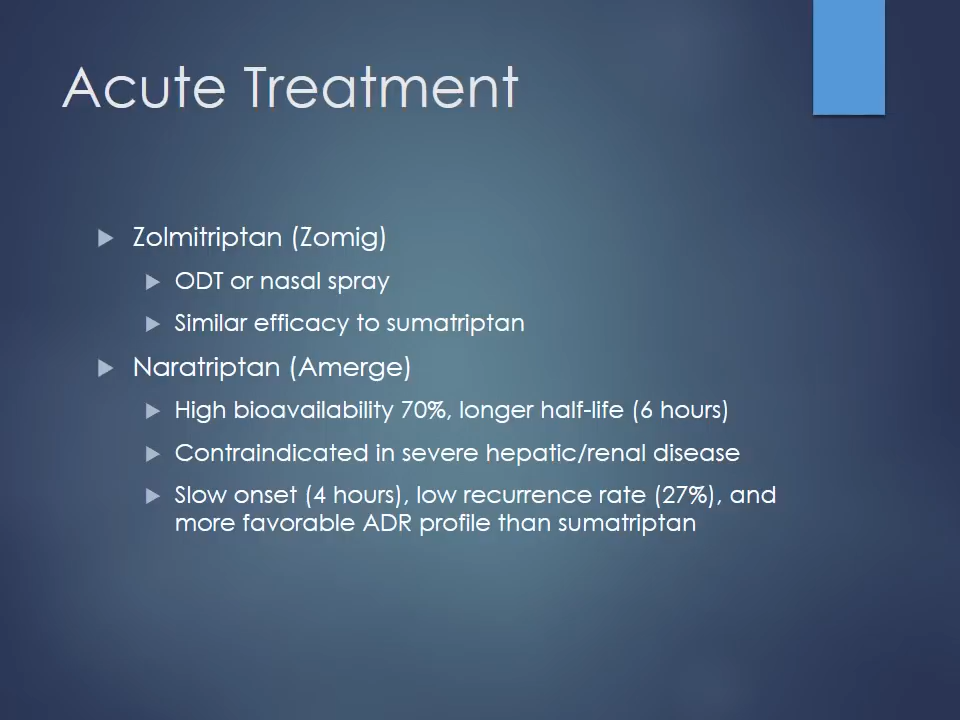 Acute Treatment
Zolmitriptan (Zomig)
ODT or nasal spray
Similar efficacy to sumatriptan
Naratriptan (Amerge)
High bioavailability 70%, longer half-life (6 hours)
Contraindicated in severe hepatic/renal disease
Slow onset (4 hours), low recurrence rate (27%), and
more favorable ADR profile than sumatriptan